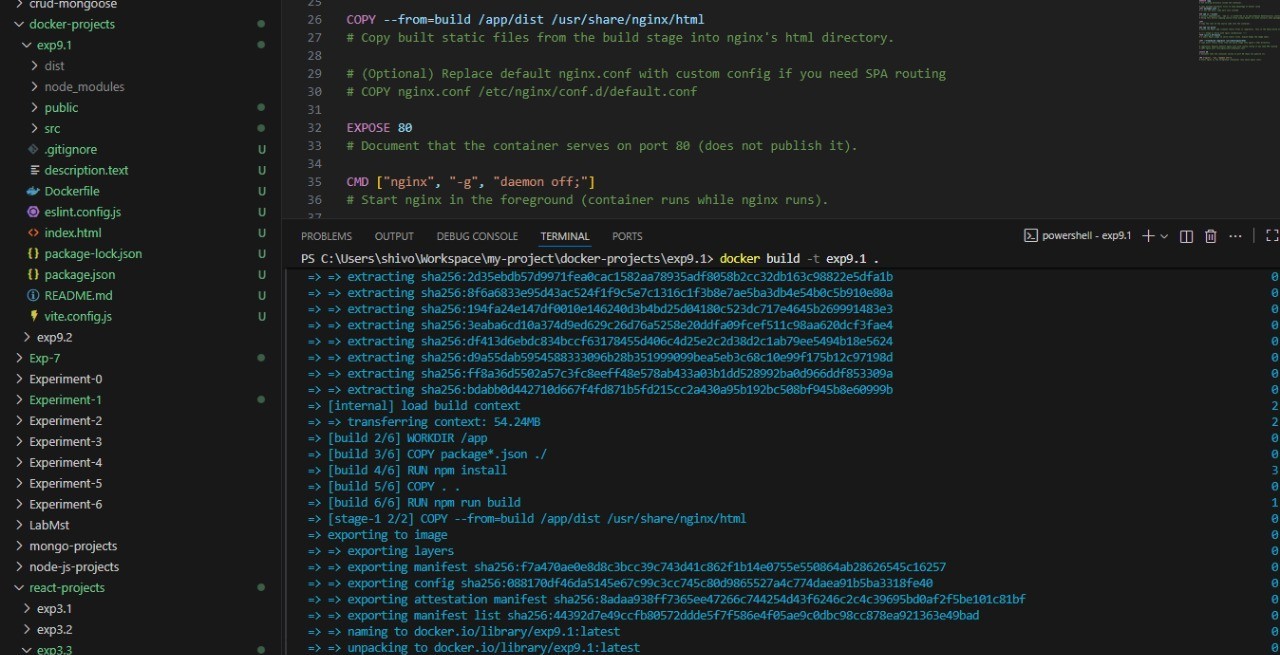 crud-mongoose
docker-projects
exp9.1
dist
node_modules
public
src
.gitignore U
description.text U
Dockerfile U
eslint.config.js U
index.html U
package-lock.json U
package.json U
README.md U
vite.config.js U
exp9.2
Exp-7
Experiment-0
Experiment-1
Experiment-2
Experiment-3
Experiment-4
Experiment-5
Experiment-6
LabMst
mongo-projects
node-js-projects
react-projects
exp3.1
exp3.2
exp3.3
25
26 COPY --from=build /app/dist /usr/share/nginx/html
27 # Copy built static files from the build stage into nginx's html directory.
28
29 # (Optional) Replace default nginx.conf with custom config if you need SPA routing
30 # COPY nginx.conf /etc/nginx/conf.d/default.conf
31
32 EXPOSE 80
33 # Document that the container serves on port 80 (does not publish it).
34
35 CMD ["nginx", "-g", "daemon off;"]
36 # Start nginx in the foreground (container runs while nginx runs).
37
PROBLEMS OUTPUT DEBUG CONSOLE TERMINAL PORTS powershell - exp9.1
PS C:\Users\shivo\Workspace\my-project\docker-projects\exp9.1> docker build -t exp9.1 .
=> => extracting sha256:2d35ebdb57d9971fea0cac1582aa78935adf8058b2cc32db163c98822e5dfa1b 0
=> => extracting sha256:8f6a6833e95d43ac524f1f9c5e7c1316c1f3b8e7ae5ba3db4e54b0c5b910e80a 0
=> => extracting sha256:194fa24e147df0010e146240d3b4bd25d04180c523dc717e4645b269991483e3 0
=> => extracting sha256:3eaba6cd10a374d9ed629c26d76a5258e20ddfa09fcef511c98aa620dcf3fae4 0
=> => extracting sha256:df413d6ebdc834bccf63178455d406c4d25e2c2d38d2c1ab79ee5494b18e5624 0
=> => extracting sha256:d9a55dab5954588333096b28b351999099bea5eb3c68c10e99f175b12c97198d 0
=> => extracting sha256:ff8a36d5502a57c3fc8eeff48e578ab433a03b1dd528992ba0d966ddf853309a 0
=> => extracting sha256:bdabb0d442710d667f4fd871b5fd215cc2a430a95b192bc508bf945b8e60999b 0
=> [internal] load build context 2
=> => transferring context: 54.24MB 2
=> [build 2/6] WORKDIR /app 0
=> [build 3/6] COPY package*.json ./ 0
=> [build 4/6] RUN npm install 3
=> [build 5/6] COPY . . 0
=> [build 6/6] RUN npm run build 1
=> [stage-1 2/2] COPY --from=build /app/dist /usr/share/nginx/html 0
=> exporting to image 0
=> => exporting layers 0
=> => exporting manifest sha256:f7a470ae0e8d8c3bcc39c743d41c862f1b14e0755e550864ab28626545c16257 0
=> => exporting config sha256:088170df46da5145e67c99c3cc745c80d9865527a4c774daea91b5ba3318fe40 0
=> => exporting attestation manifest sha256:8adaa938ff7365ee47266c744254d43f6246c2c4c39695bd0af2f5be101c81bf 0
=> => exporting manifest list sha256:44392d7e49ccfb80572ddde5f7f586e4f05ae9c0dbc98cc878ea921363e49bad 0
=> => naming to docker.io/library/exp9.1:latest 0
=> => unpacking to docker.io/library/exp9.1:latest 0